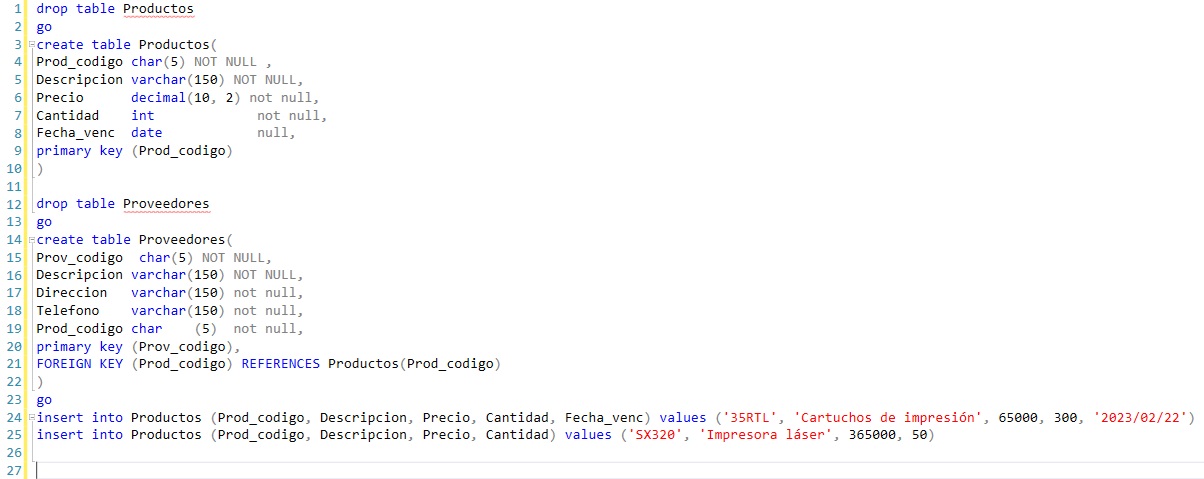 1 drop table Productos
2 go
3 create table Productos(
4 Prod_codigo char(5) NOT NULL ,
5 Descripcion varchar(150) NOT NULL,
6 Precio      decimal(10, 2) not null,
7 Cantidad    int             not null,
8 Fecha_venc  date            null,
9 primary key (Prod_codigo)
10 )
11
12 drop table Proveedores
13 go
14 create table Proveedores(
15 Prov_codigo  char(5) NOT NULL,
16 Descripcion varchar(150) NOT NULL,
17 Direccion   varchar(150) not null,
18 Telefono    varchar(150) not null,
19 Prod_codigo char    (5)  not null,
20 primary key (Prov_codigo),
21 FOREIGN KEY (Prod_codigo) REFERENCES Productos(Prod_codigo)
22 )
23 go
24 insert into Productos (Prod_codigo, Descripcion, Precio, Cantidad, Fecha_venc) values ('35RTL', 'Cartuchos de impresión', 65000, 300, '2023/02/22')
25 insert into Productos (Prod_codigo, Descripcion, Precio, Cantidad) values ('SX320', 'Impresora láser', 365000, 50)
26
27